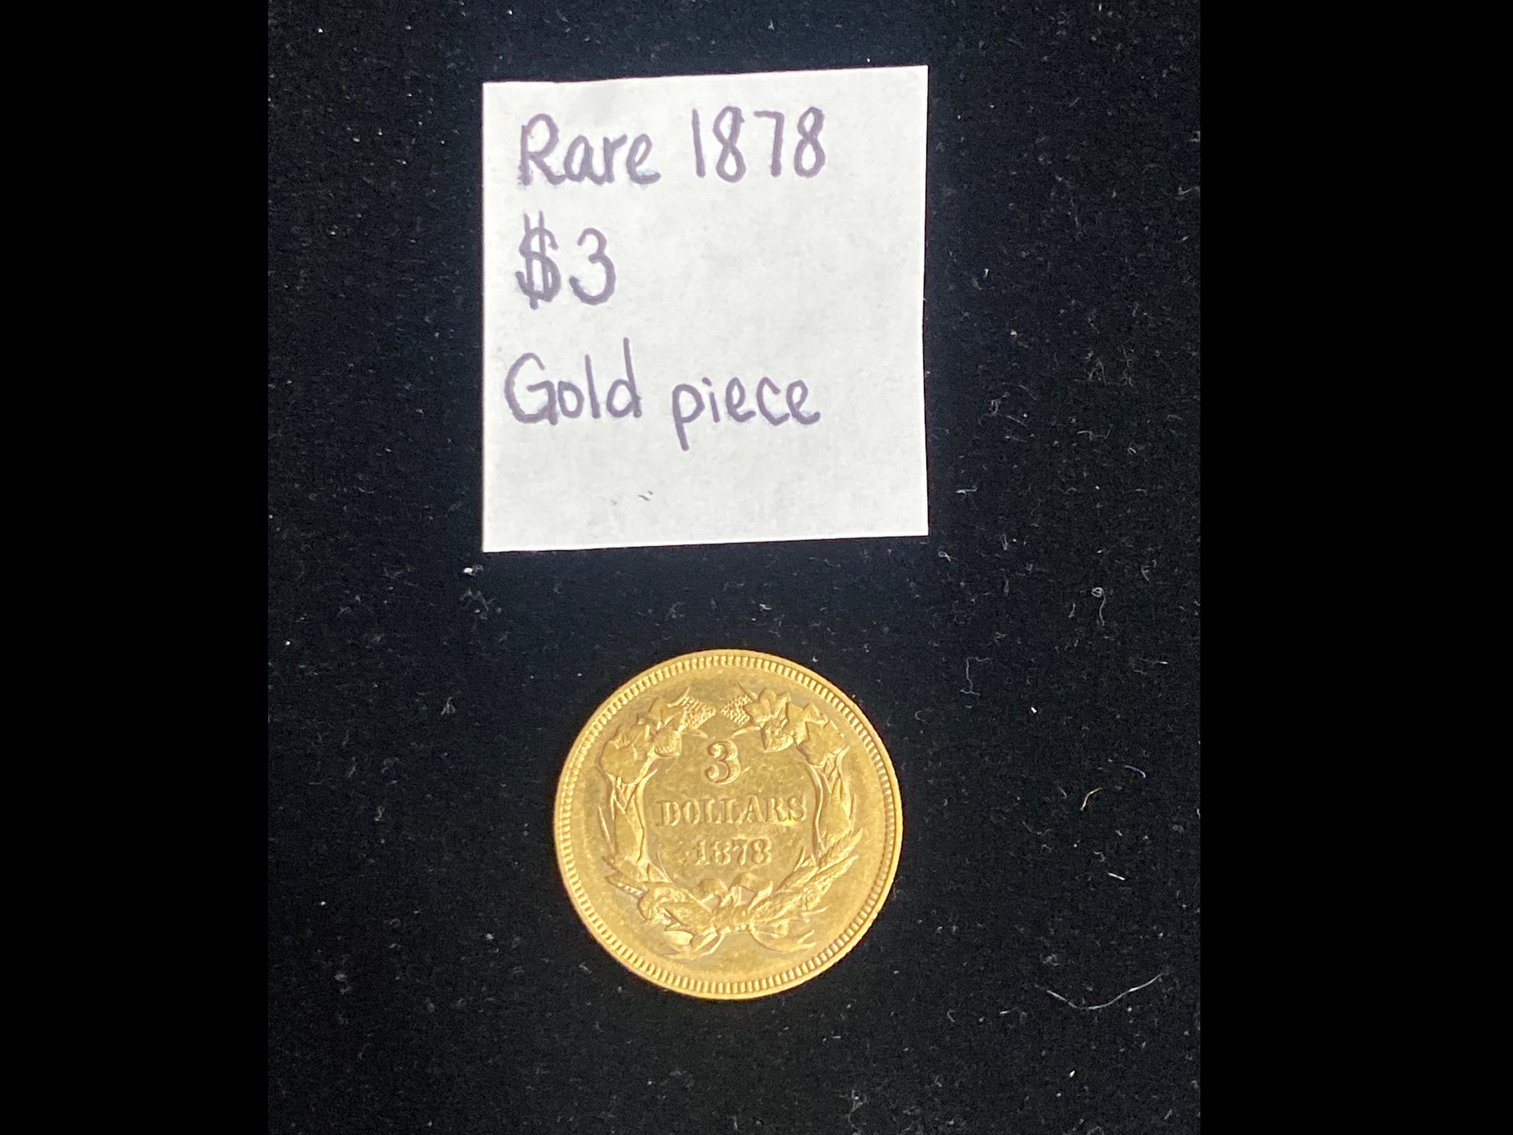 Rare 1878
$3
Gold piece
3
DOLLARS
1878